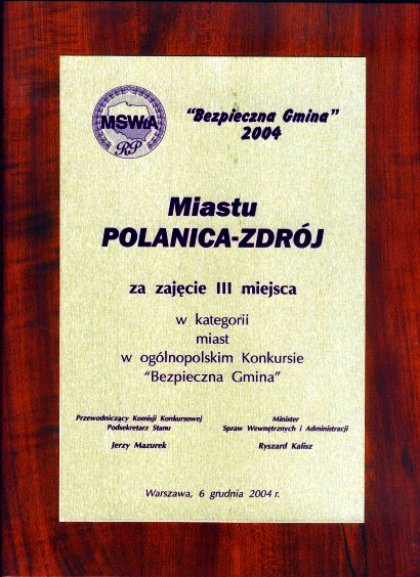 MSWiA
RP
"Bezpieczna Gmina"
2004
Miastu
POLANICA-ZDRÓJ
za zajęcie III miejsca
w kategorii
miast
w ogólnopolskim Konkursie
"Bezpieczna Gmina"
Przewodniczący Komisji Konkursowej
Podsekretarz Stanu
Jerzy Mazurek
Minister
Spraw Wewnętrznych i Administracji
Ryszard Kalisz
Warszawa, 6 grudnia 2004 r.